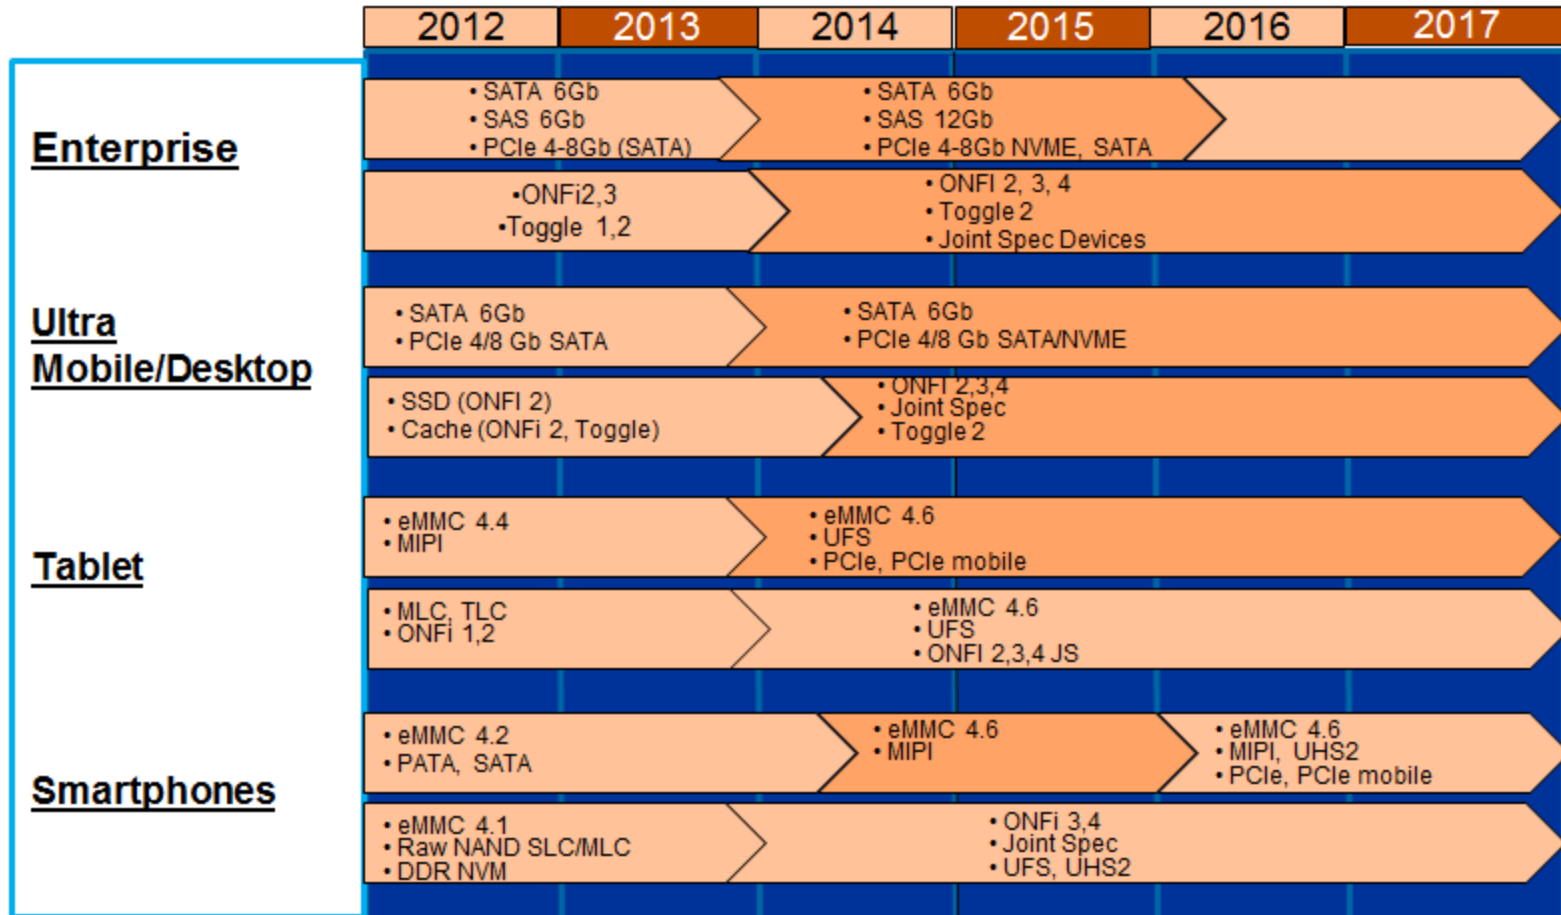 2012 2013 2014 2015 2016 2017
Enterprise
• SATA 6Gb
• SAS 6Gb
• PCIe 4-8Gb (SATA)
• SATA 6Gb
• SAS 12Gb
• PCIe 4-8Gb NVME, SATA
•ONFi2,3
•Toggle 1,2
• ONFI 2, 3, 4
• Toggle 2
• Joint Spec Devices
Ultra
Mobile/Desktop
• SATA 6Gb
• PCIe 4/8 Gb SATA
• SATA 6Gb
• PCIe 4/8 Gb SATA/NVME
• SSD (ONFI 2)
• Cache (ONFi 2, Toggle)
• ONFI 2,3,4
• Joint Spec
• Toggle 2
Tablet
• eMMC 4.4
• MIPI
• eMMC 4.6
• UFS
• PCIe, PCIe mobile
• MLC, TLC
• ONFi 1,2
• eMMC 4.6
• UFS
• ONFI 2,3,4 JS
Smartphones
• eMMC 4.2
• PATA, SATA
• eMMC 4.6
• MIPI
• eMMC 4.6
• MIPI, UHS2
• PCIe, PCIe mobile
• eMMC 4.1
• Raw NAND SLC/MLC
• DDR NVM
• ONFi 3,4
• Joint Spec
• UFS, UHS2